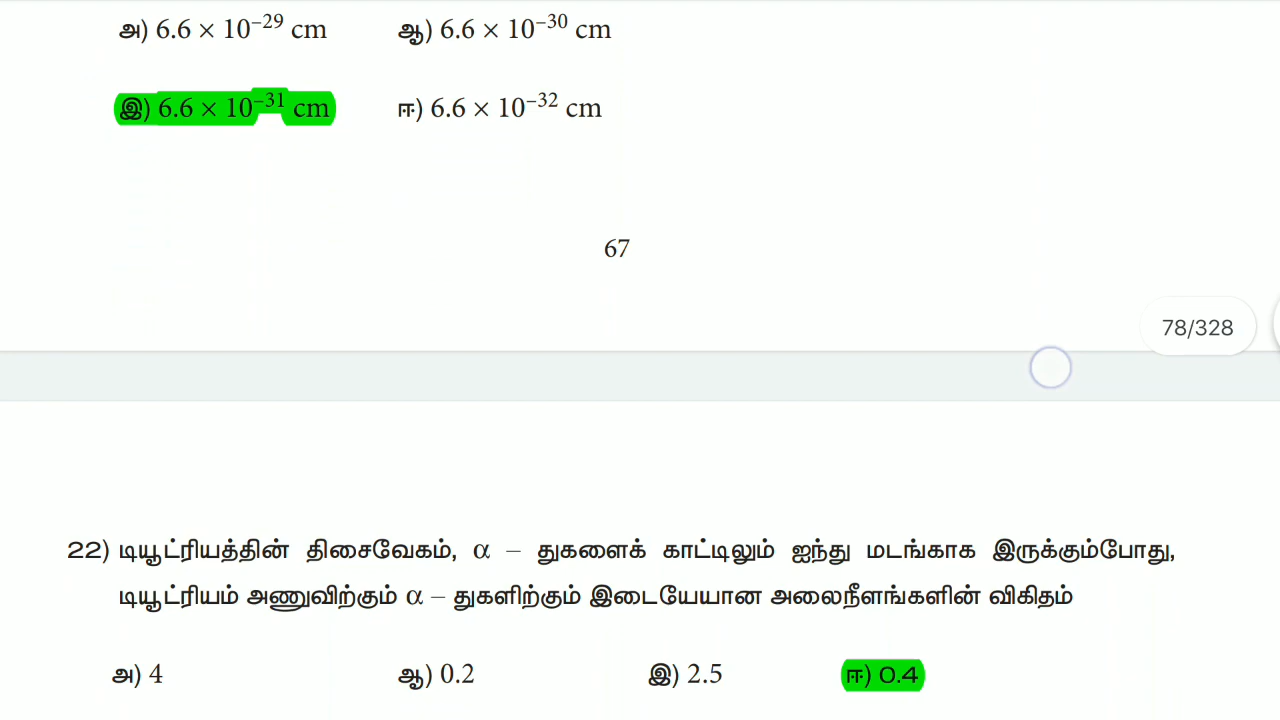 அ) 6.6 × 10⁻²⁹ cm ஆ) 6.6 × 10⁻³⁰ cm
இ) 6.6 × 10⁻³¹ cm ஈ) 6.6 × 10⁻³² cm
67
78/328
22) டியூட்ரியத்தின் திசைவேகம், α – துகளைக் காட்டிலும் ஐந்து மடங்காக இருக்கும்போது,
டியூட்ரியம் அணுவிற்கும் α – துகளிற்கும் இடையேயான அலைநீளங்களின் விகிதம்
அ) 4 ஆ) 0.2 இ) 2.5 ஈ) 0.4